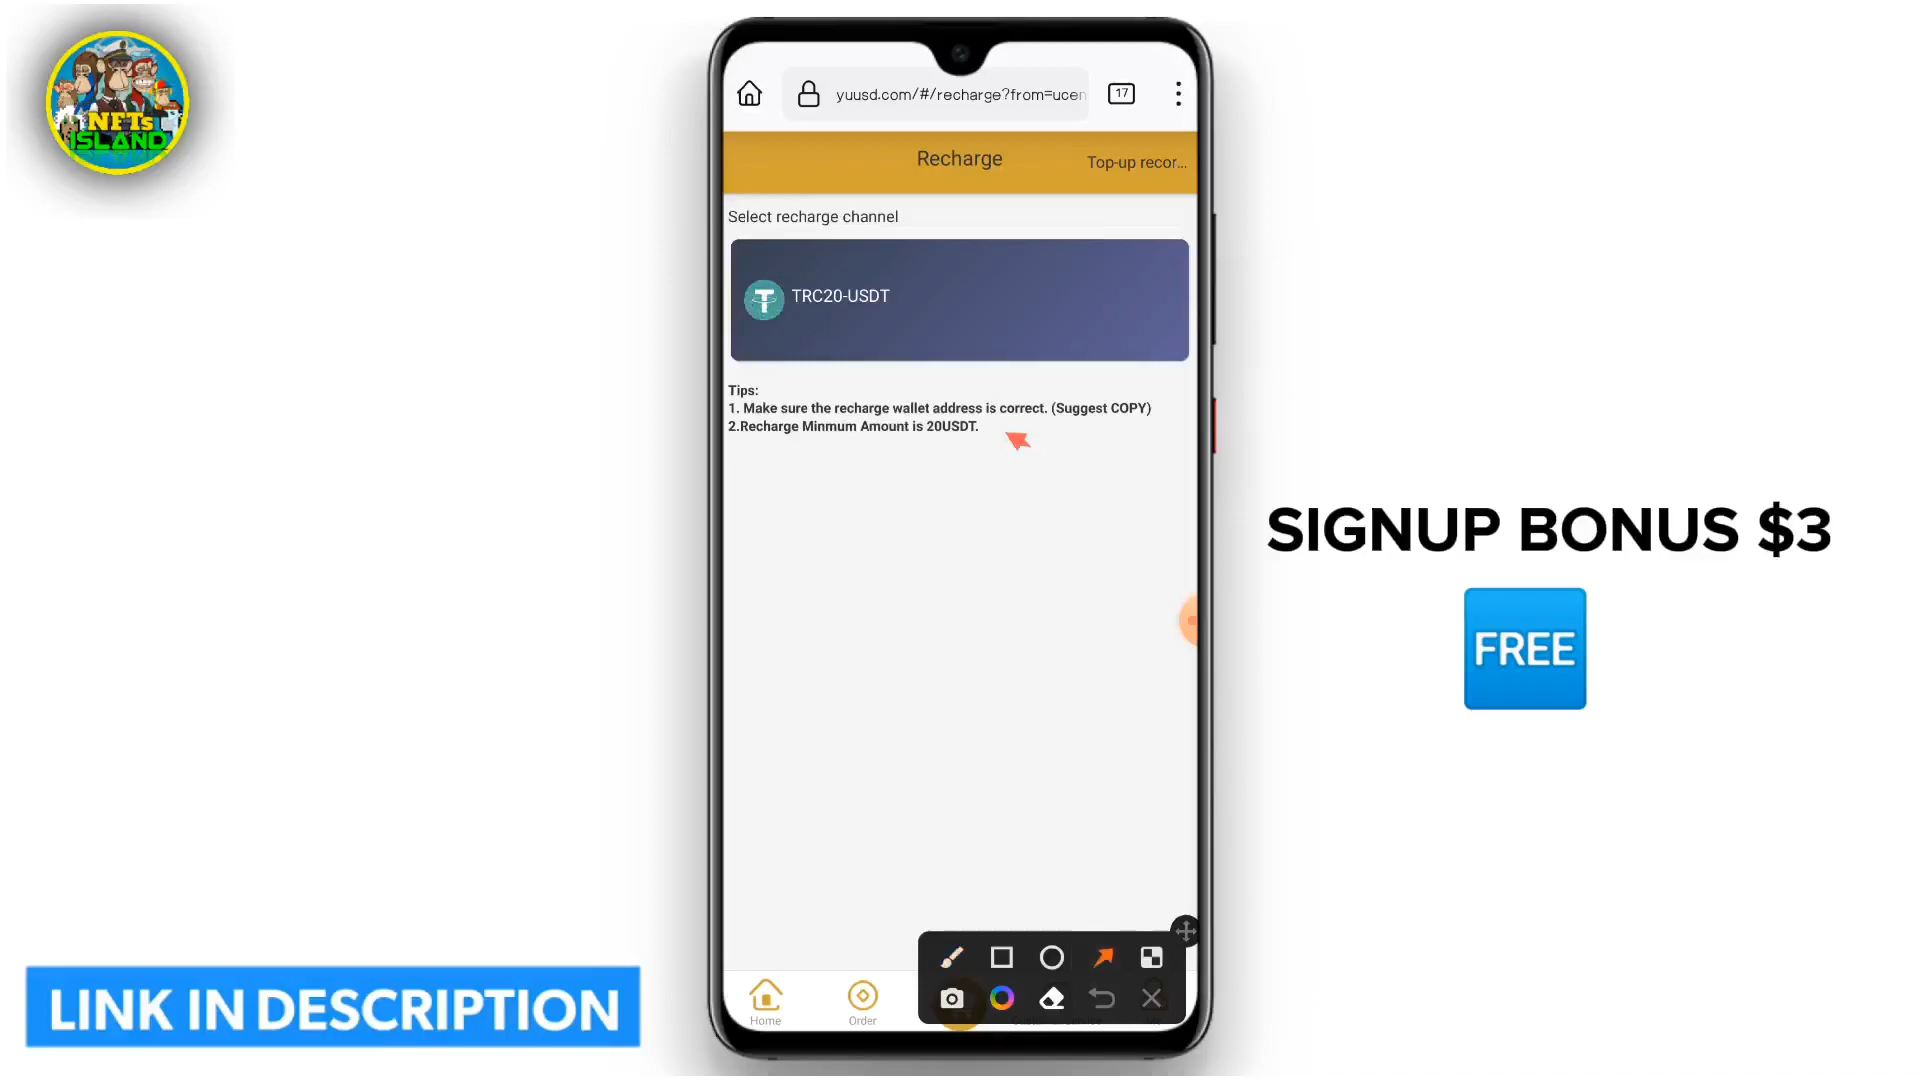 NFTs
ISLAND
yuusd.com/#/recharge?from=ucen
17
Recharge
Top-up recor...
Select recharge channel
TRC20-USDT
Tips:
1. Make sure the recharge wallet address is correct. (Suggest COPY)
2.Recharge Minmum Amount is 20USDT.
SIGNUP BONUS $3
FREE
Home
Order
LINK IN DESCRIPTION